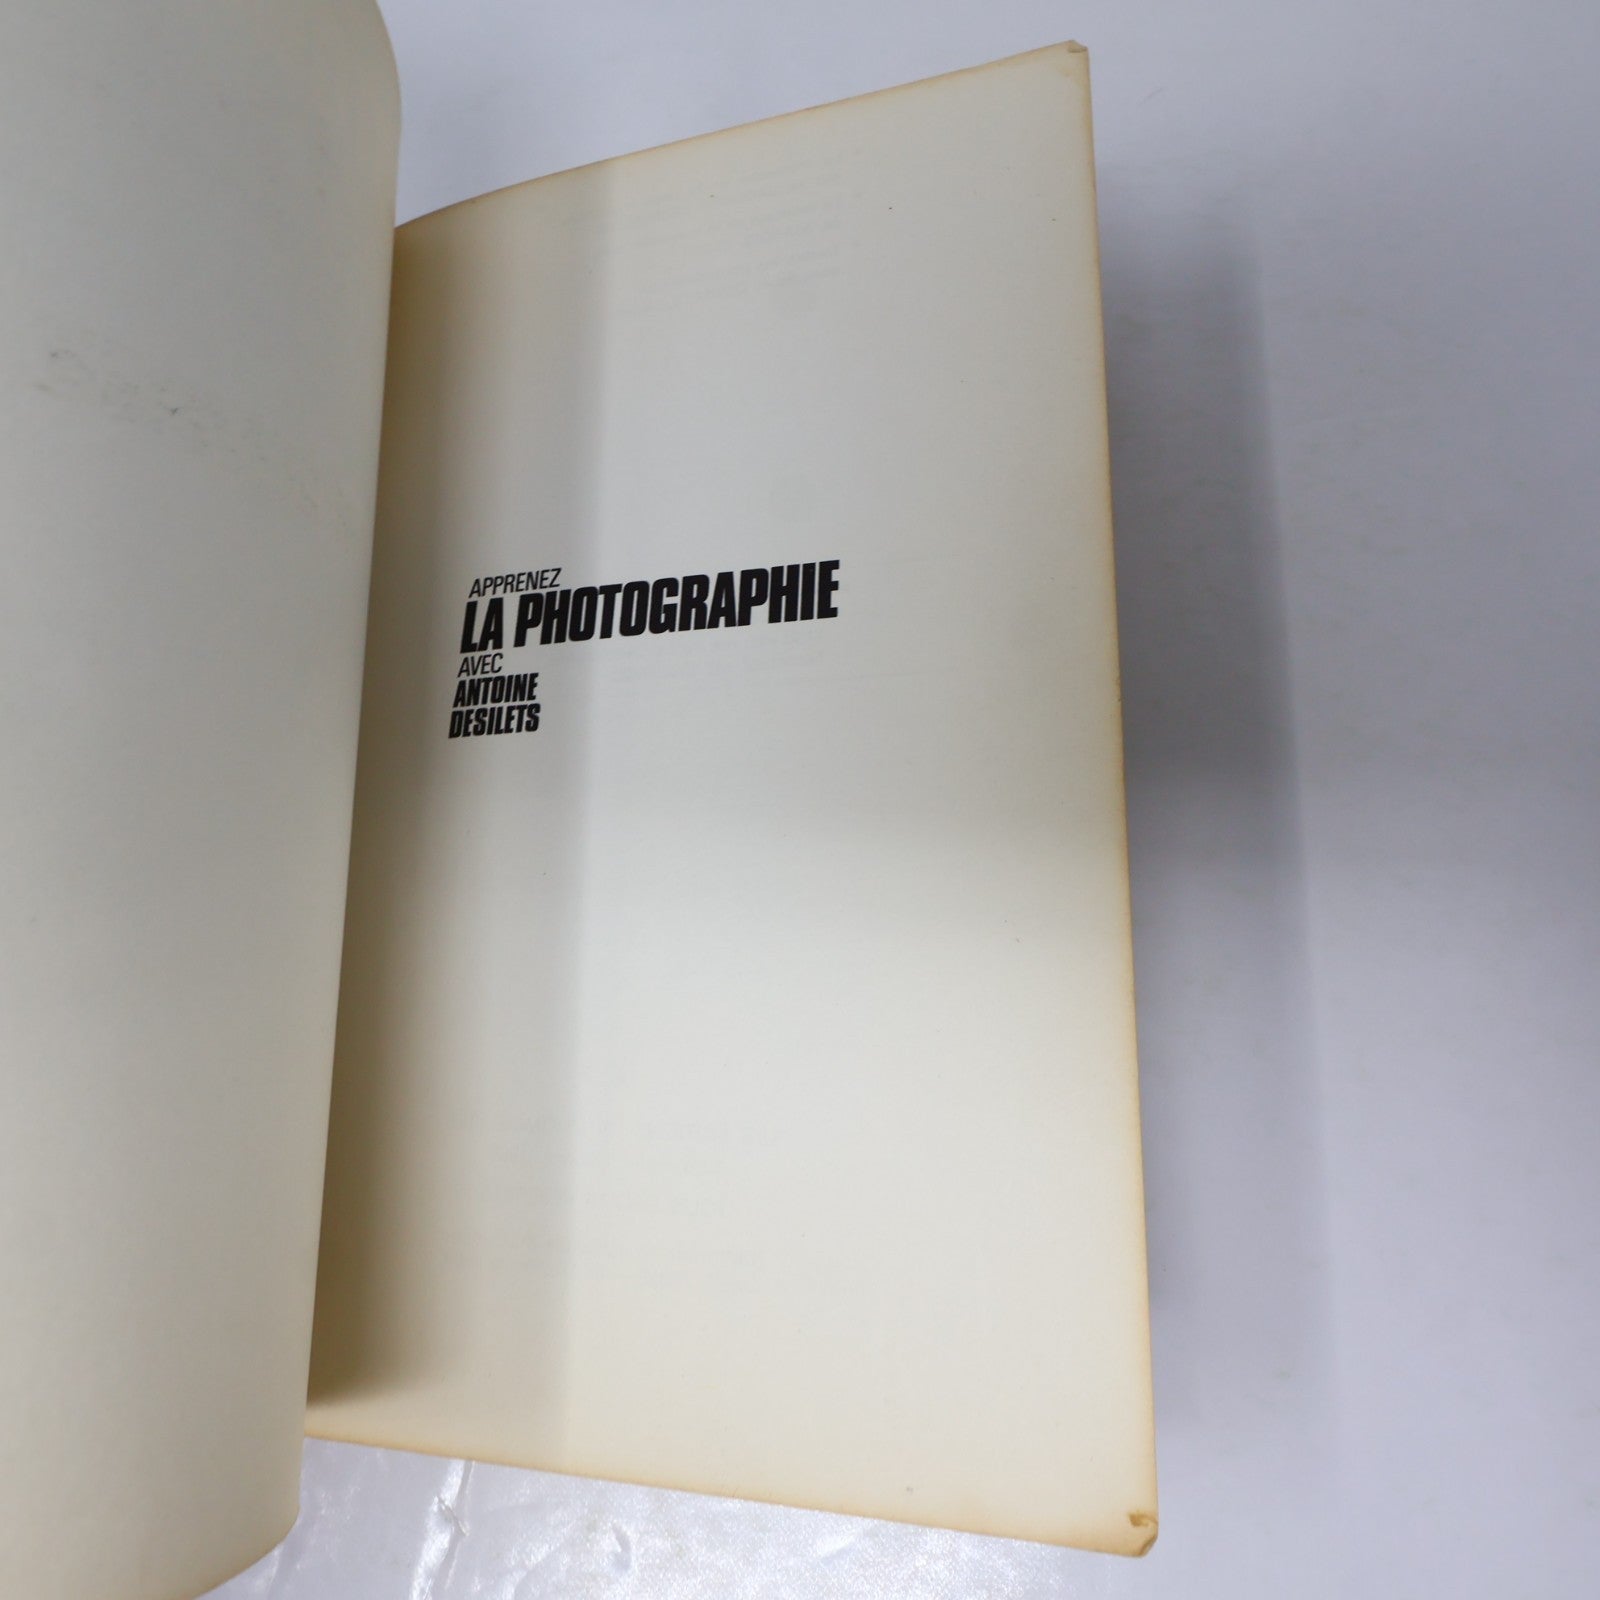 APPRENEZ
LA PHOTOGRAPHIE
AVEC
ANTOINE
DESILETS